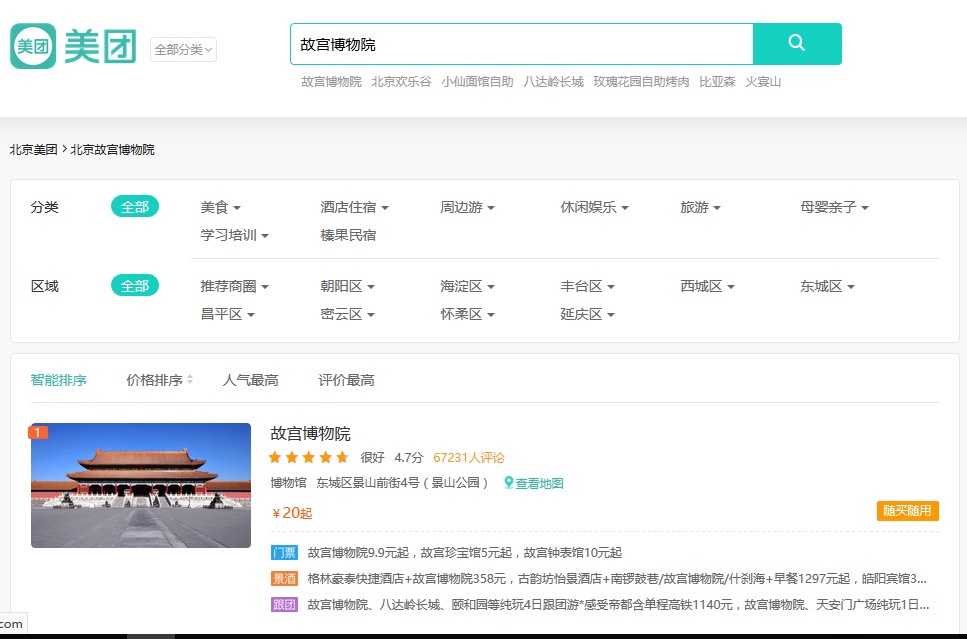 美团 美团 全部分类
故宫博物院
故宫博物院 北京欢乐谷 小仙面馆自助 八达岭长城 玫瑰花园自助烤肉 比亚森 火宴山
北京美团 > 北京故宫博物院
分类 全部 美食 酒店住宿 周边游 休闲娱乐 旅游 母婴亲子
学习培训 榛果民宿
区域 全部 推荐商圈 朝阳区 海淀区 丰台区 西城区 东城区
昌平区 密云区 怀柔区 延庆区
智能排序 价格排序 人气最高 评价最高
1
故宫博物院
很好 4.7分 67231人评论
博物馆 东城区景山前街4号（景山公园） 查看地图
¥20起 随买随用
门票 故宫博物院9.9元起，故宫珍宝馆5元起，故宫钟表馆10元起
景酒 格林豪泰快捷酒店+故宫博物院358元，古韵坊怡景酒店+南锣鼓巷/故宫博物院/什刹海+早餐1297元起，皓阳宾馆3...
跟团 故宫博物院、八达岭长城、颐和园等纯玩4日跟团游*感受帝都含单程高铁1140元，故宫博物院、天安门广场纯玩1日...
com